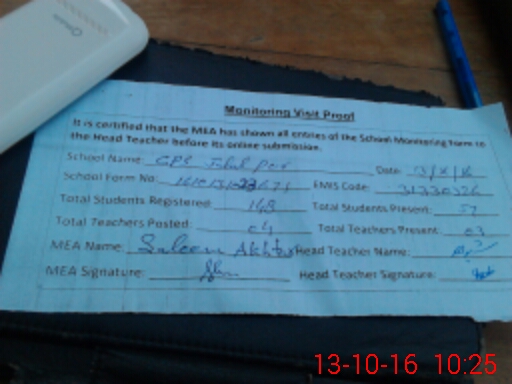 Monitoring Visit Proof
It is certified that the MEA has shown all entries of the School Monitoring Form to
the Head Teacher before its online submission.
School Name: GPS Date: 13/X/16
School Form No: EMIS Code: 31330326
Total Students Registered: 148 Total Students Present: 57
Total Teachers Posted: 04 Total Teachers Present: 03
MEA Name: Saleem Akhtar Head Teacher Name:
MEA Signature: Head Teacher Signature:
13-10-16 10:25